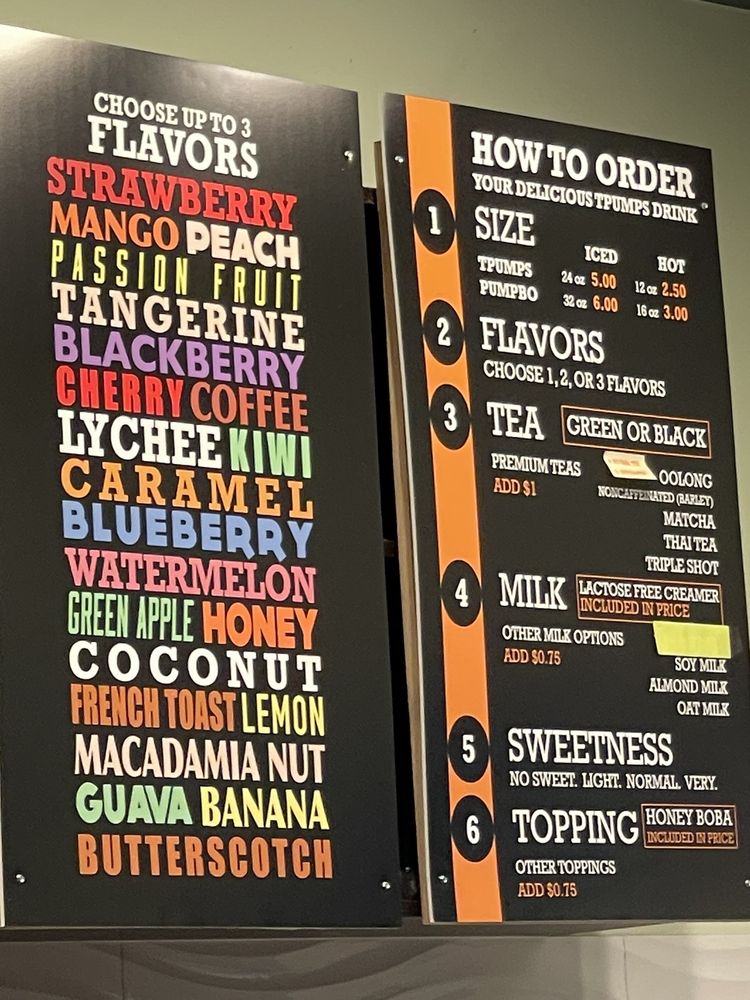 CHOOSE UP TO 3
FLAVORS
STRAWBERRY
MANGO PEACH
PASSION FRUIT
TANGERINE
BLACKBERRY
CHERRY COFFEE
LYCHEE KIWI
CARAMEL
BLUEBERRY
WATERMELON
GREEN APPLE HONEY
COCONUT
FRENCH TOAST LEMON
MACADAMIA NUT
GUAVA BANANA
BUTTERSCOTCH
HOW TO ORDER
YOUR DELICIOUS TPUMPS DRINK
1 SIZE
ICED HOT
TPUMPS 24 oz 5.00 12 oz 2.50
PUMPBO 32 oz 6.00 16 oz 3.00
2 FLAVORS
CHOOSE 1, 2, OR 3 FLAVORS
3 TEA GREEN OR BLACK
PREMIUM TEAS OOLONG
ADD $1 NONCAFFEINATED (BARLEY)
MATCHA
THAI TEA
TRIPLE SHOT
4 MILK LACTOSE FREE CREAMER
INCLUDED IN PRICE
OTHER MILK OPTIONS
ADD $0.75 SOY MILK
ALMOND MILK
OAT MILK
5 SWEETNESS
NO SWEET. LIGHT. NORMAL. VERY.
6 TOPPING HONEY BOBA
INCLUDED IN PRICE
OTHER TOPPINGS
ADD $0.75